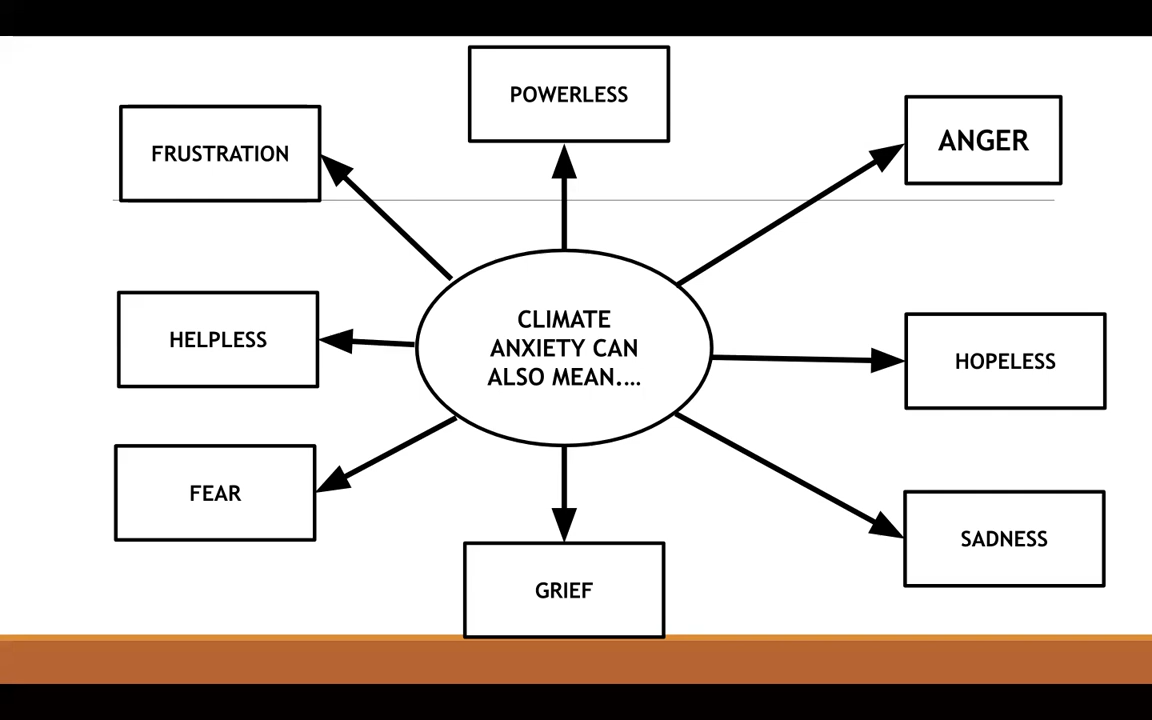 POWERLESS
FRUSTRATION
ANGER
CLIMATE
ANXIETY CAN
ALSO MEAN....
HELPLESS
HOPELESS
FEAR
SADNESS
GRIEF